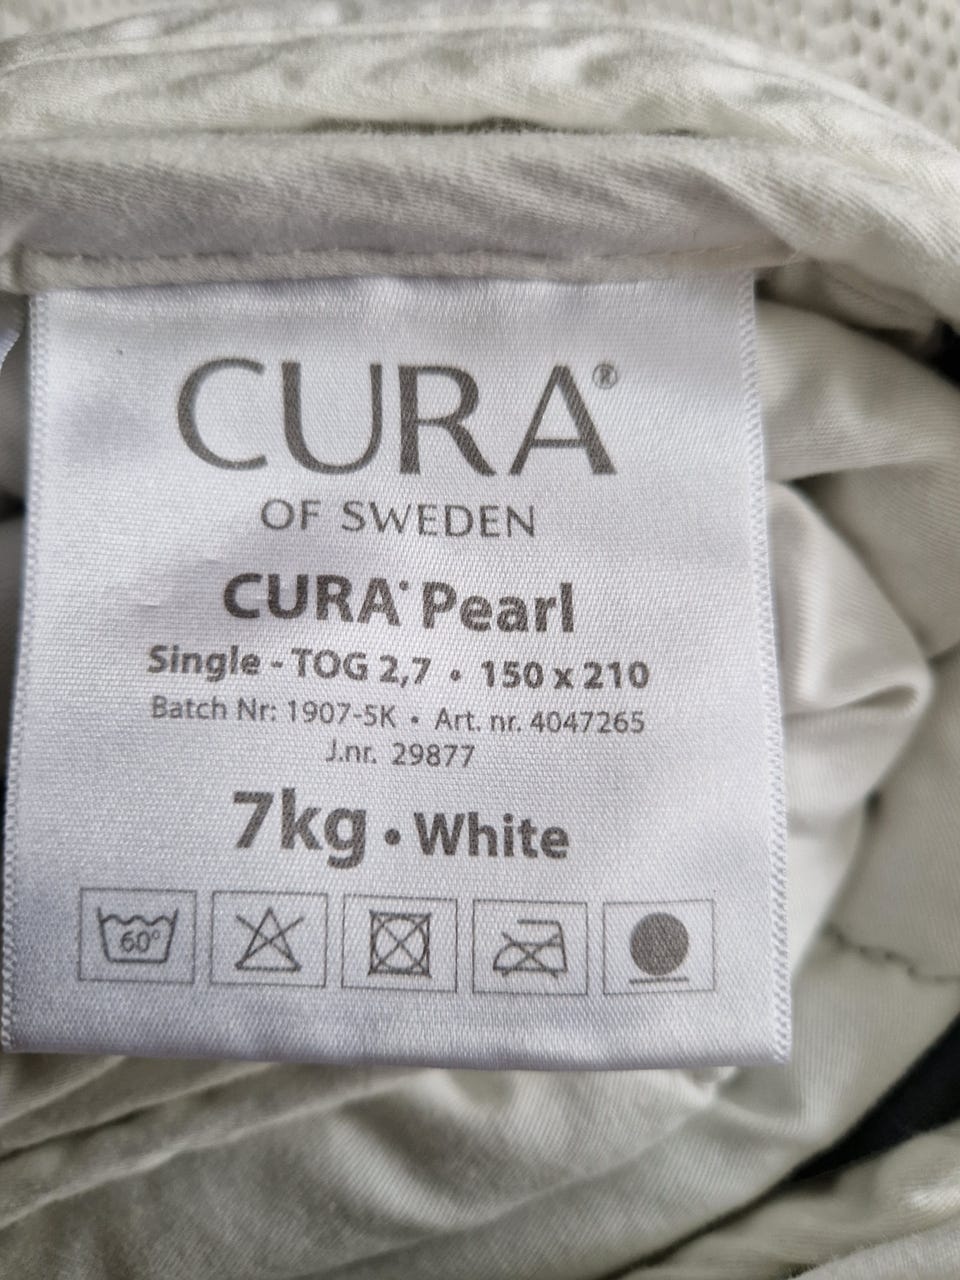 CURA®
OF SWEDEN
CURA® Pearl
Single - TOG 2,7 • 150 x 210
Batch Nr: 1907-SK • Art. nr. 4047265
J.nr. 29877
7kg • White
60°